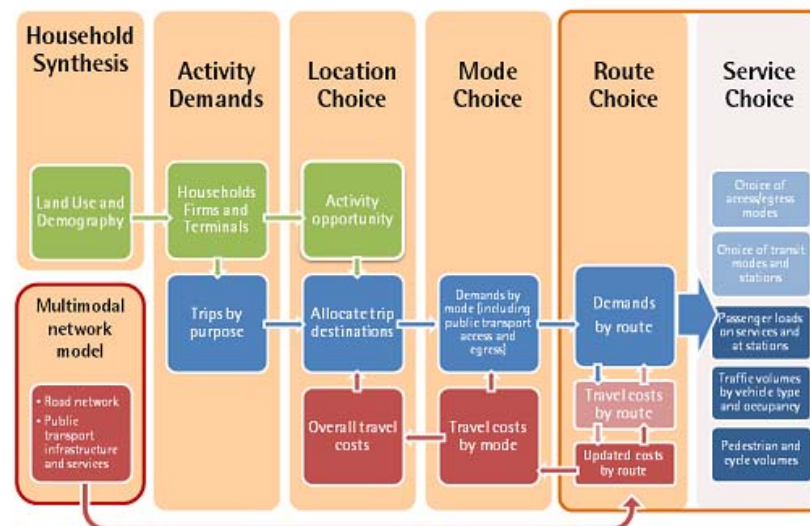 Household
Synthesis
Activity
Demands
Location
Choice
Mode
Choice
Route
Choice
Service
Choice
Land Use and
Demography
Households
Firms and
Terminals
Activity
opportunity
Choice of
access/egress
modes
Choice of transit
modes and
stations
Multimodal
network
model
• Road network
• Public
transport
infrastructure
and services
Trips by
purpose
Allocate trip
destinations
Demands by
mode (including
public transport
access and
egress)
Demands
by route
Passenger loads
on services and
at stations
Traffic volumes
by vehicle type
and occupancy
Pedestrian and
cycle volumes
Overall travel
costs
Travel costs
by mode
Travel costs
by route
Updated costs
by route